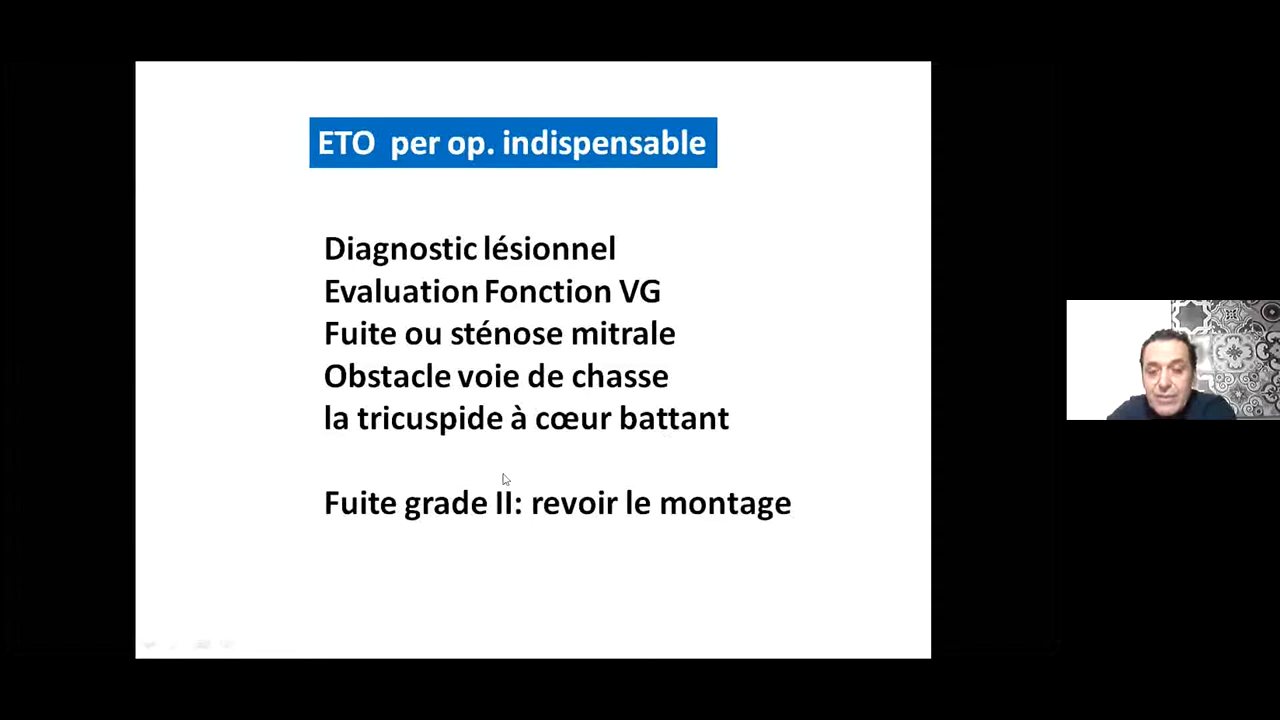 ETO per op. indispensable
Diagnostic lésionnel
Evaluation Fonction VG
Fuite ou sténose mitrale
Obstacle voie de chasse
la tricuspide à cœur battant
Fuite grade II: revoir le montage